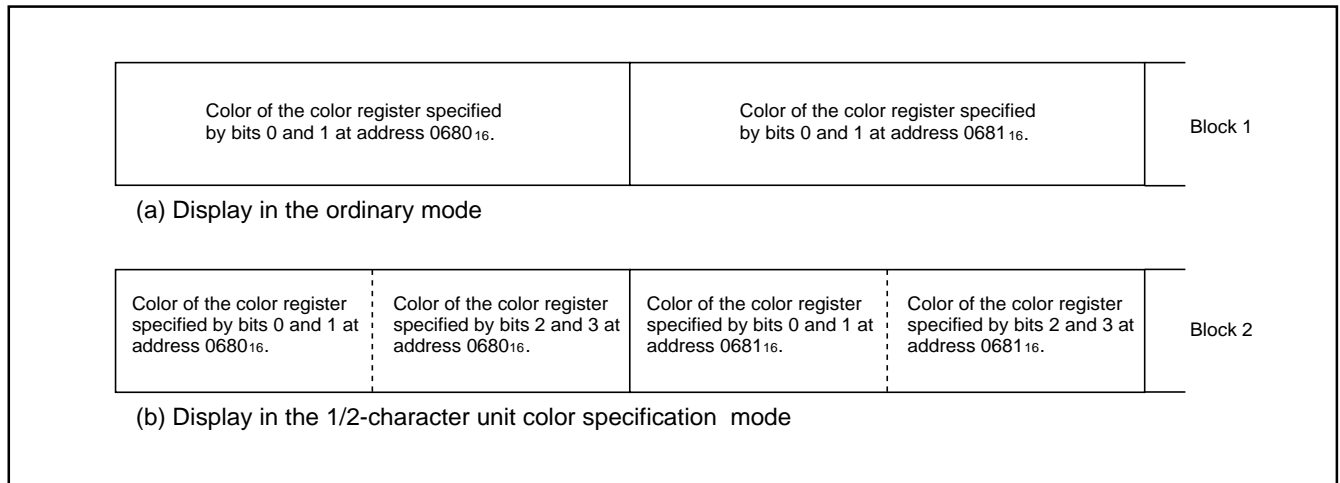 Color of the color register specified
by bits 0 and 1 at address 0680₁₆.
Color of the color register specified
by bits 0 and 1 at address 0681₁₆.
Block 1
(a) Display in the ordinary mode
Color of the color register
specified by bits 0 and 1 at
address 0680₁₆.
Color of the color register
specified by bits 2 and 3 at
address 0680₁₆.
Color of the color register
specified by bits 0 and 1 at
address 0681₁₆.
Color of the color register
specified by bits 2 and 3 at
address 0681₁₆.
Block 2
(b) Display in the 1/2-character unit color specification mode